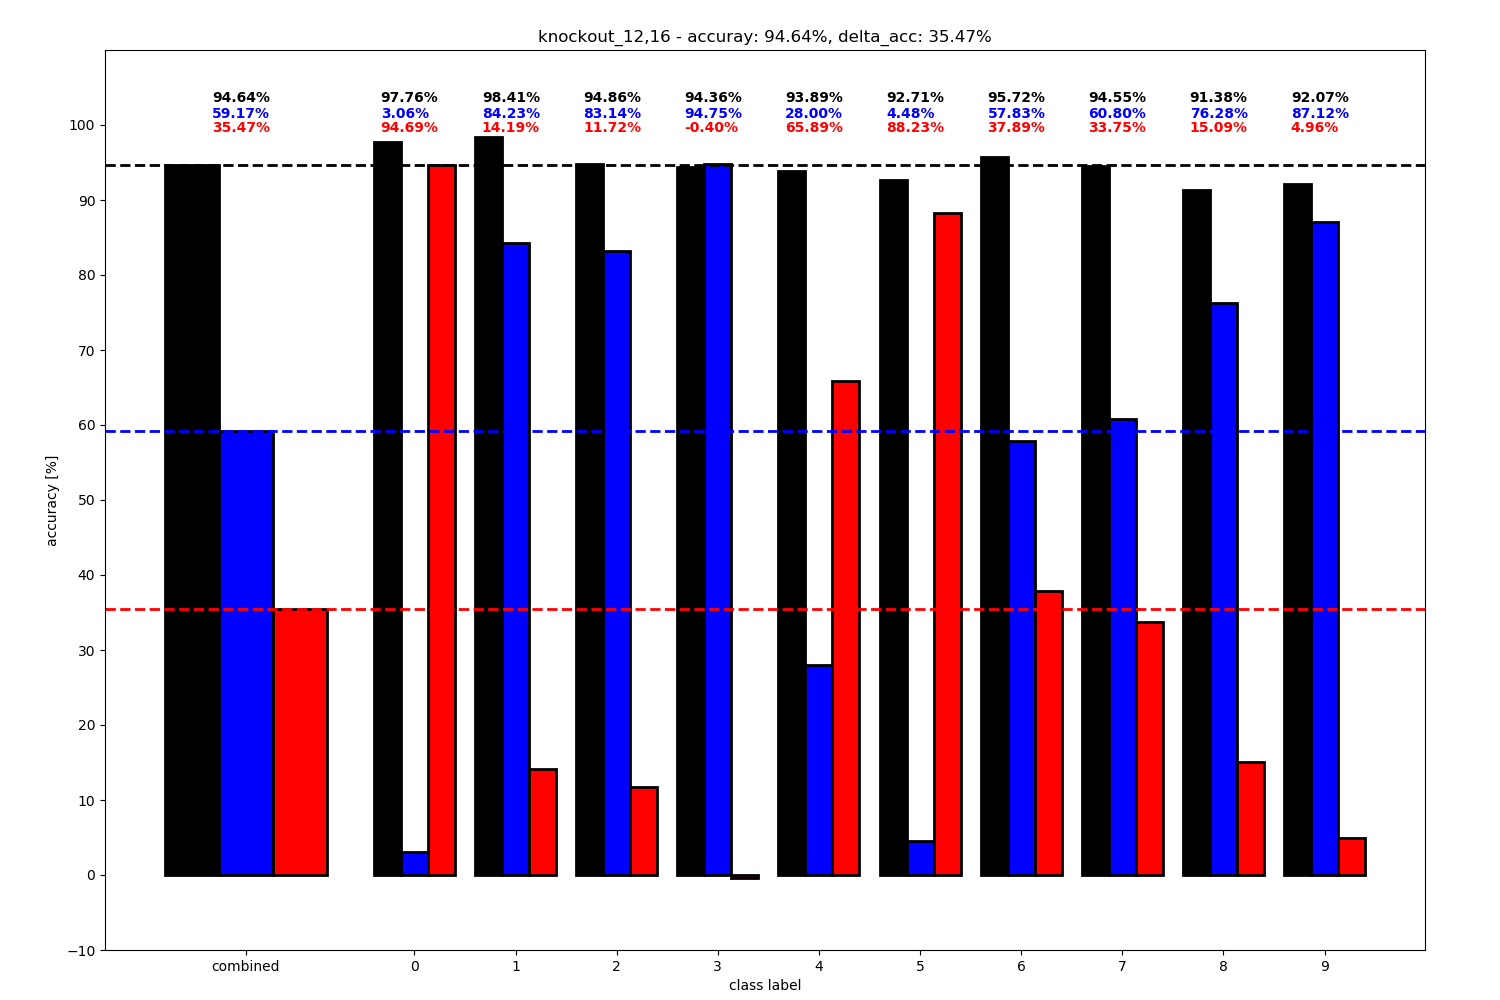 knockout_12,16 - accuray: 94.64%, delta_acc: 35.47%
94.64% 97.76% 98.41% 94.86% 94.36% 93.89% 92.71% 95.72% 94.55% 91.38% 92.07%
59.17% 3.06% 84.23% 83.14% 94.75% 28.00% 4.48% 57.83% 60.80% 76.28% 87.12%
35.47% 94.69% 14.19% 11.72% -0.40% 65.89% 88.23% 37.89% 33.75% 15.09% 4.96%
100
90
80
70
60
50
40
30
20
10
0
−10
accuracy [%]
combined 0 1 2 3 4 5 6 7 8 9
class label